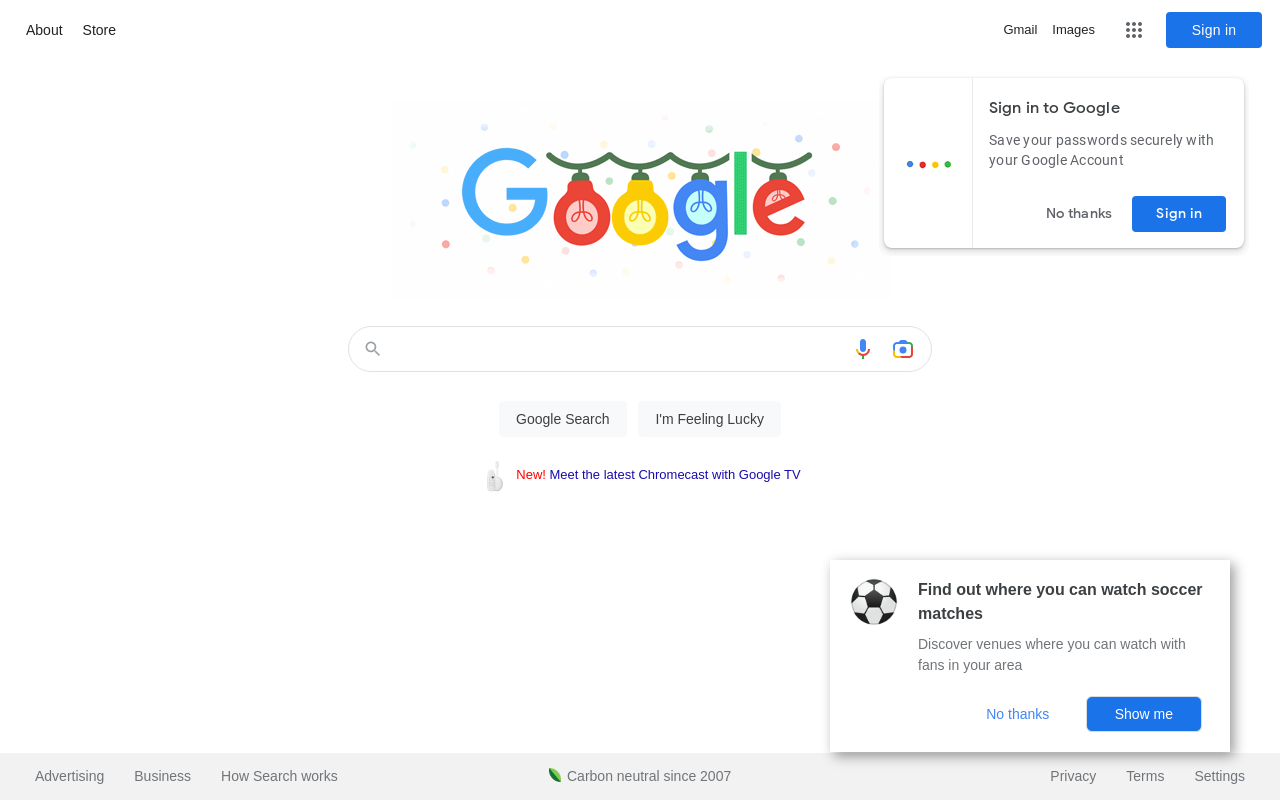 About Store
Gmail Images Sign in
Google
Sign in to Google
Save your passwords securely with
your Google Account
No thanks Sign in
Google Search I'm Feeling Lucky
New! Meet the latest Chromecast with Google TV
Find out where you can watch soccer
matches
Discover venues where you can watch with
fans in your area
No thanks Show me
Advertising Business How Search works Carbon neutral since 2007 Privacy Terms Settings